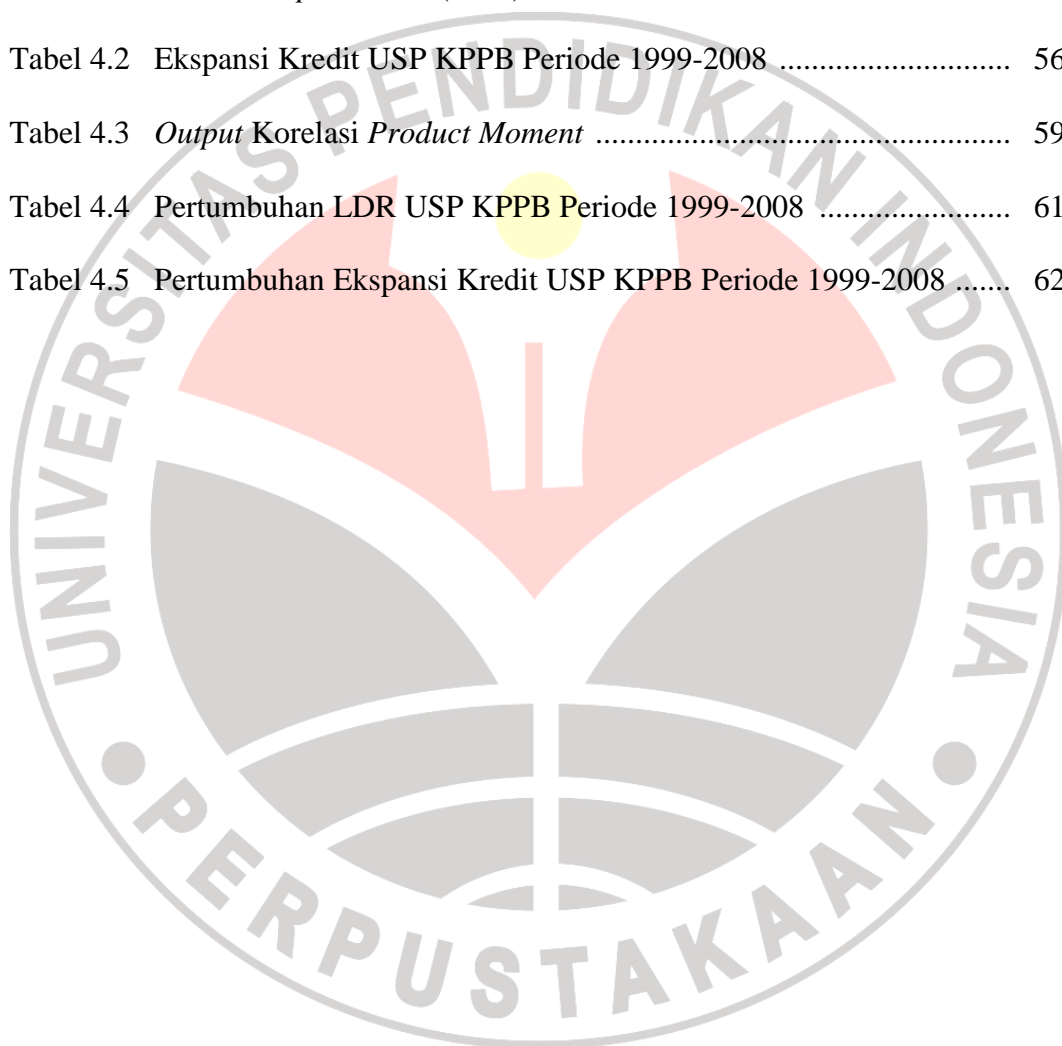 Tabel 4.2 Ekspansi Kredit USP KPPB Periode 1999-2008 ............................. 56
Tabel 4.3 Output Korelasi Product Moment .................................................... 59
Tabel 4.4 Pertumbuhan LDR USP KPPB Periode 1999-2008 ........................ 61
Tabel 4.5 Pertumbuhan Ekspansi Kredit USP KPPB Periode 1999-2008 ....... 62
UNIVERSITAS PENDIDIKAN INDONESIA
PERPUSTAKAAN